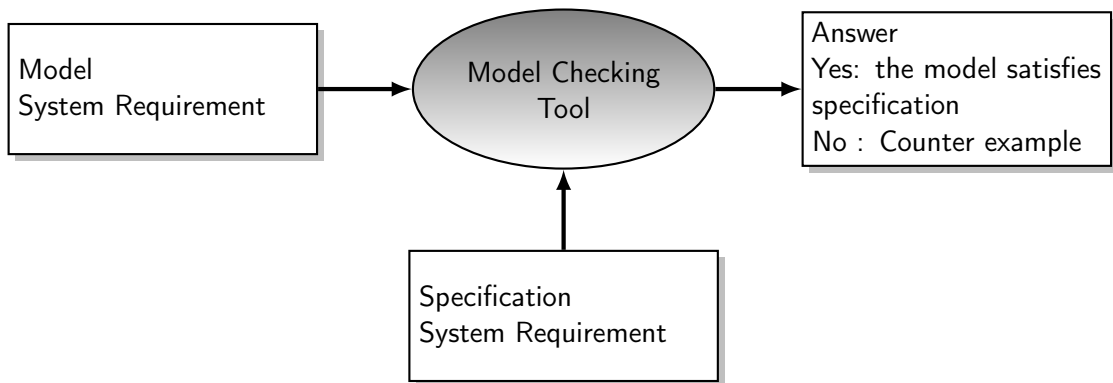 Model
System Requirement
Model Checking
Tool
Answer
Yes: the model satisfies
specification
No : Counter example
Specification
System Requirement